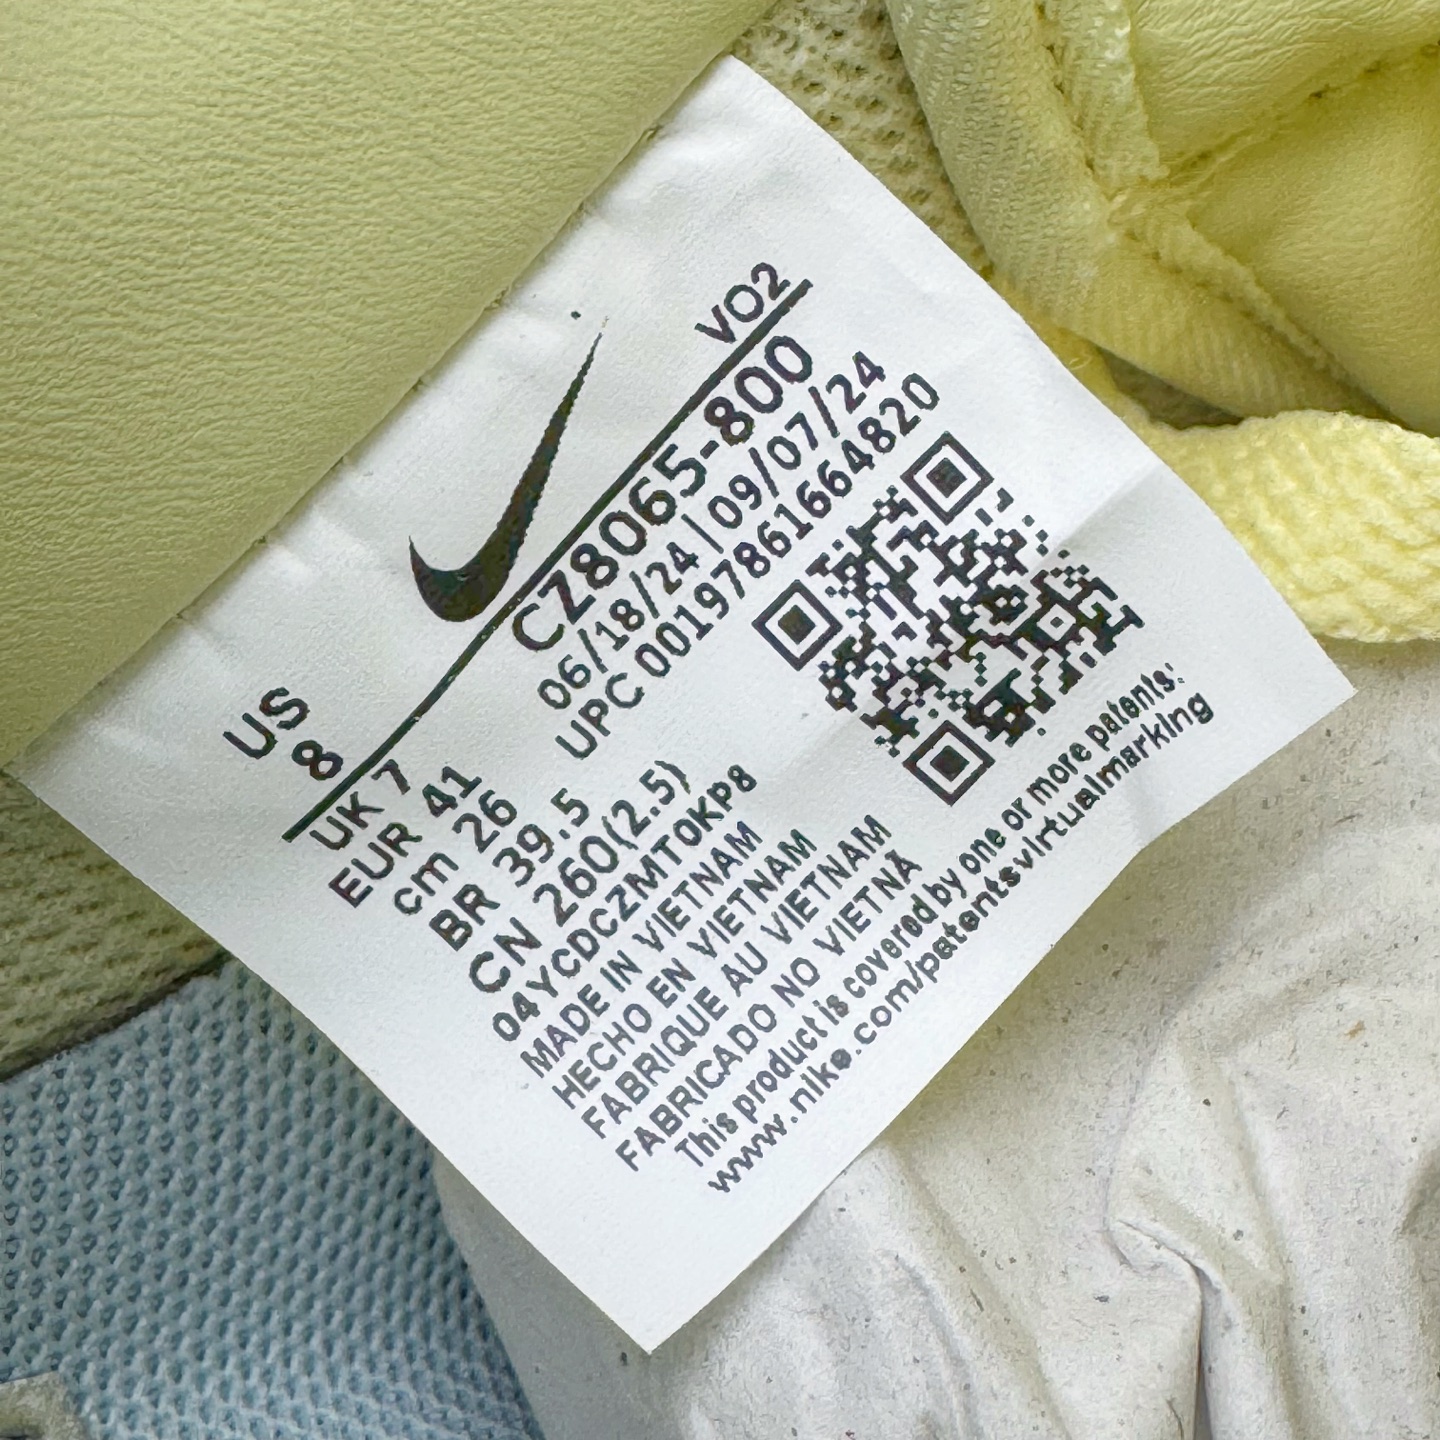 VO2
US
8
CZ8065-800
06/18/24 | 09/07/24
UPC 00197861664820
UK 7
EUR 41
cm 26
BR 39.5
CN 260(2.5)
04YCDCZMT0KP8
MADE IN VIETNAM
HECHO EN VIETNAM
FABRIQUE AU VIETNAM
FABRICADO NO VIETNÃ
This product is covered by one or more patents:
www.nike.com/patentsvirtualmarking